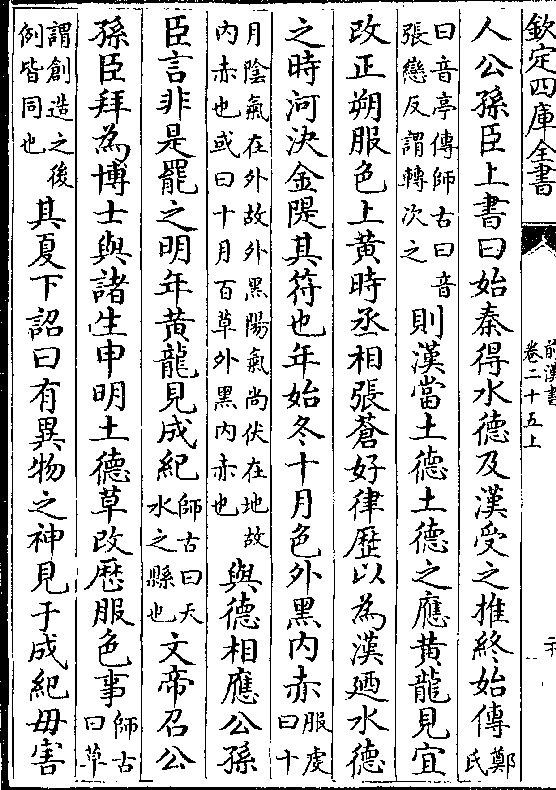 欽定四庫全書
前漢書
卷二十五上
人公孫臣上書曰始秦得水德及漢受之推終始傳鄭氏
曰音亭傳師古曰音張戀反謂轉次之則漢當土德土德之應黄龍見宜
改正朔服色上黄時丞相張蒼好律歴以為漢廼水德
之時河決金隄其符也年始冬十月色外黑内赤服䖍曰十
月隂氣在外故外黑陽氣尚伏在地故内赤也或曰十月百草外黑内赤也與德相應公孫
臣言非是罷之明年黄龍見成紀師古曰天水之縣也文帝召公
孫臣拜為博士與諸生申明土德草改歴服色事師古曰草
謂創造之後例皆同也其夏下詔曰有異物之神見于成紀毋害